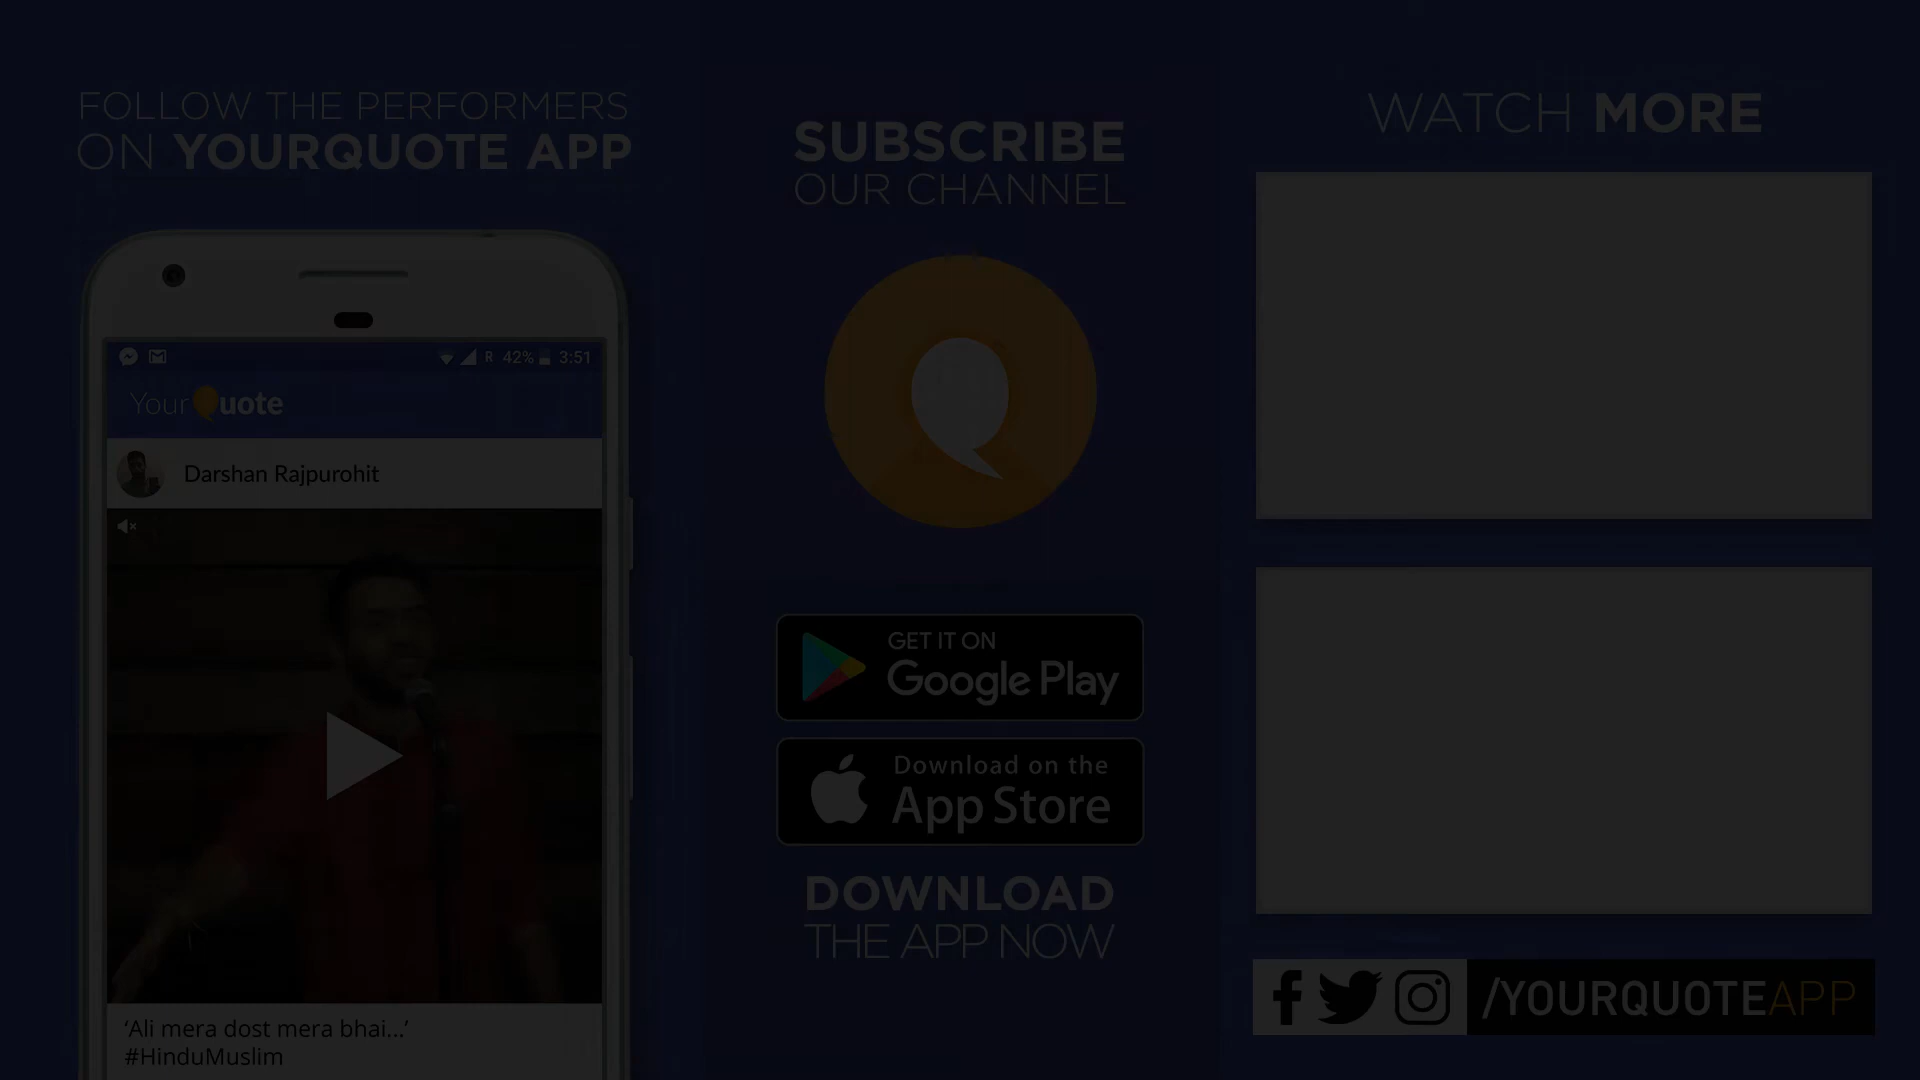 FOLLOW THE PERFORMERS
ON YOURQUOTE APP
R 42% 3:51
YourQuote
Darshan Rajpurohit
‘Ali mera dost mera bhai...’
#HinduMuslim
SUBSCRIBE
OUR CHANNEL
GET IT ON
Google Play
Download on the
App Store
DOWNLOAD
THE APP NOW
WATCH MORE
/YOURQUOTEAPP